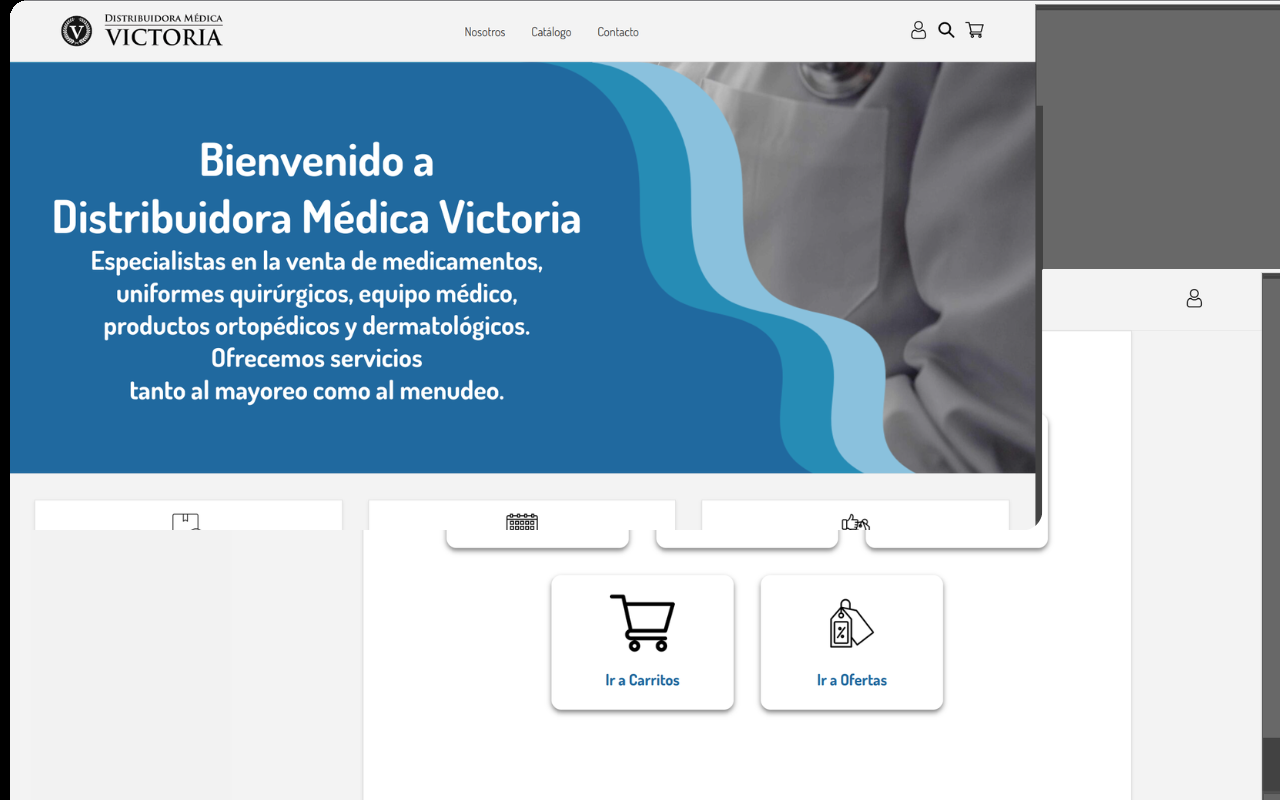 DISTRIBUIDORA MÉDICA
VICTORIA
Nosotros
Catálogo
Contacto
Bienvenido a
Distribuidora Médica Victoria
Especialistas en la venta de medicamentos,
uniformes quirúrgicos, equipo médico,
productos ortopédicos y dermatológicos.
Ofrecemos servicios
tanto al mayoreo como al menudeo.
Ir a Carritos
Ir a Ofertas